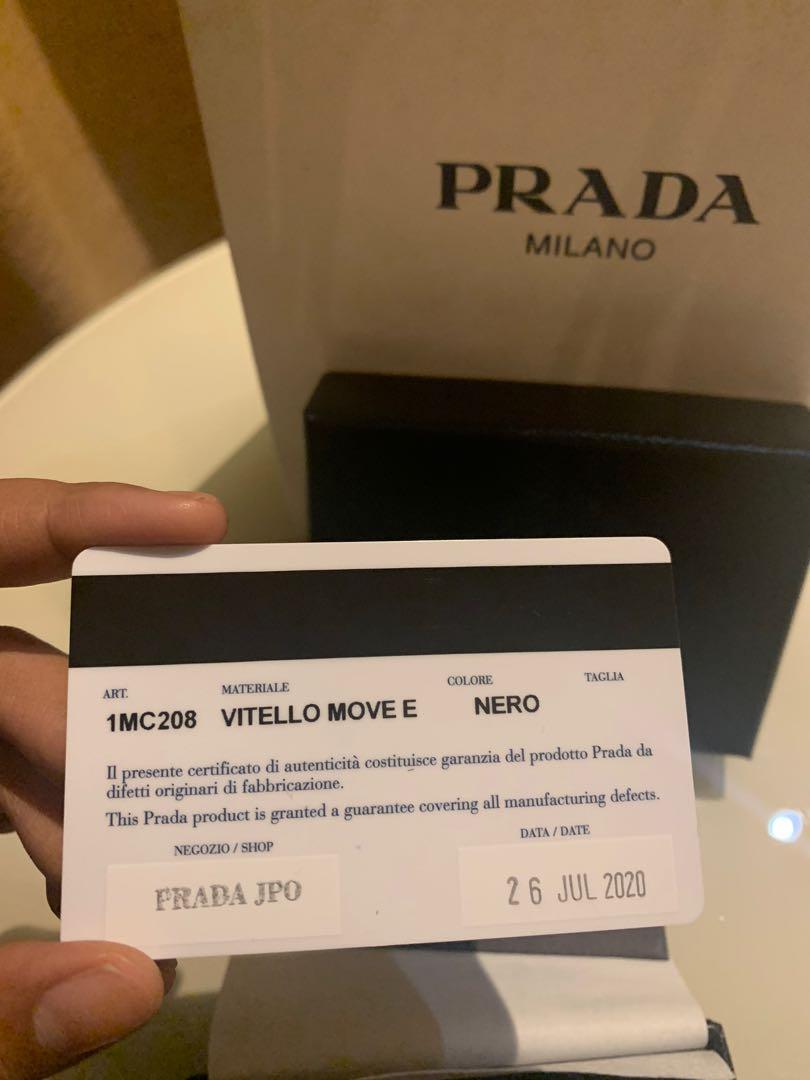 PRADA
MILANO
ART. MATERIALE COLORE TAGLIA
1MC208 VITELLO MOVE E NERO
Il presente certificato di autenticità costituisce garanzia del prodotto Prada da
difetti originari di fabbricazione.
This Prada product is granted a guarantee covering all manufacturing defects.
NEGOZIO / SHOP DATA / DATE
PRADA JPO 26 JUL 2020